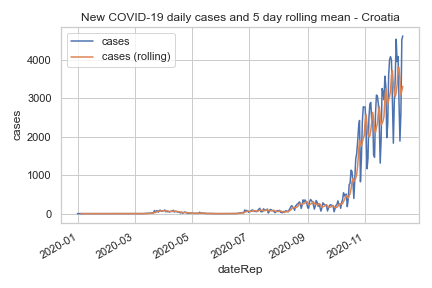 New COVID-19 daily cases and 5 day rolling mean - Croatia
cases
cases (rolling)
4000
3000
2000
1000
0
cases
2020-01
2020-03
2020-05
2020-07
2020-09
2020-11
dateRep